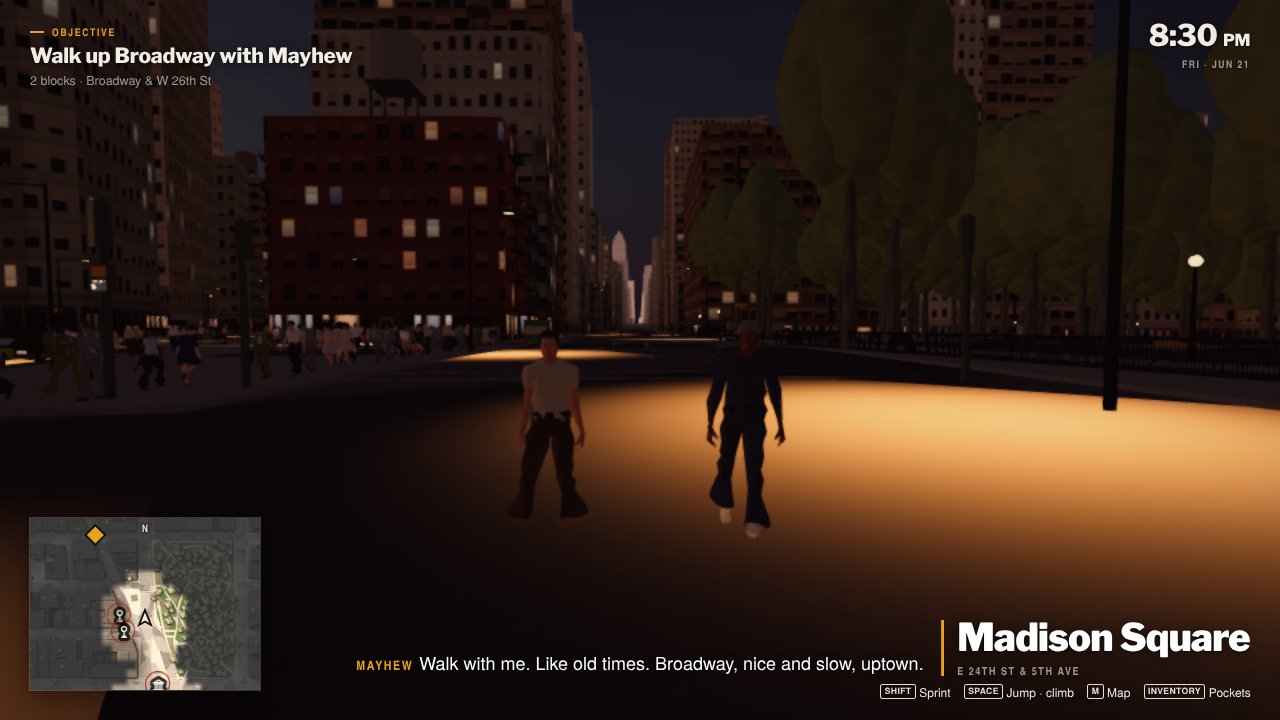 OBJECTIVE
Walk up Broadway with Mayhew
2 blocks · Broadway & W 26th St
8:30 PM
FRI · JUN 21
N
MAYHEW Walk with me. Like old times. Broadway, nice and slow, uptown.
Madison Square
E 24TH ST & 5TH AVE
SHIFT Sprint SPACE Jump · climb M Map INVENTORY Pockets